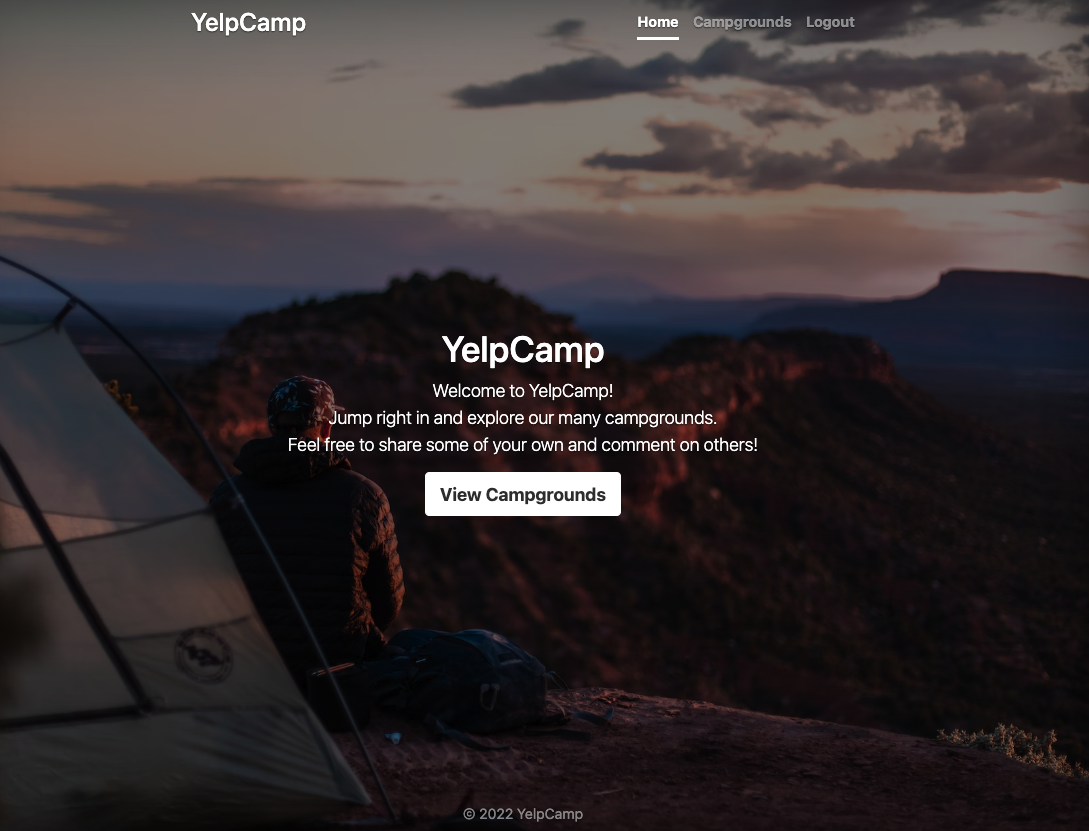 YelpCamp
Home Campgrounds Logout
YelpCamp
Welcome to YelpCamp!
Jump right in and explore our many campgrounds.
Feel free to share some of your own and comment on others!
View Campgrounds
© 2022 YelpCamp